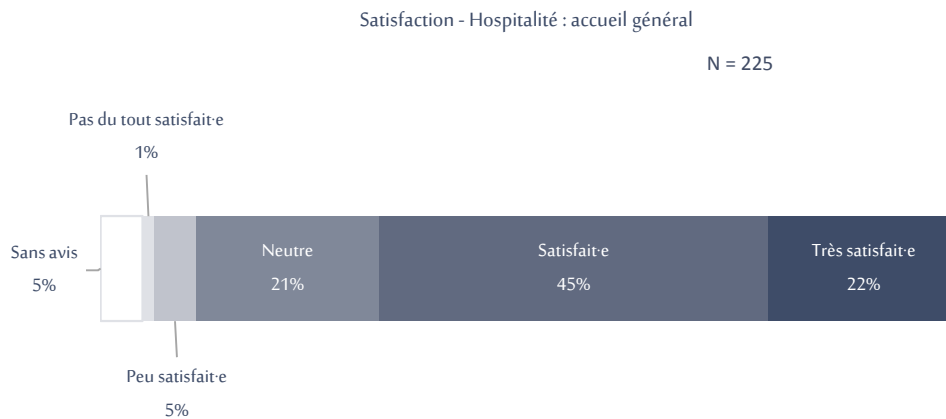 Satisfaction - Hospitalité : accueil général
N = 225
Pas du tout satisfait·e
1%
Sans avis
5%
Neutre
21%
Satisfait·e
45%
Très satisfait·e
22%
Peu satisfait·e
5%